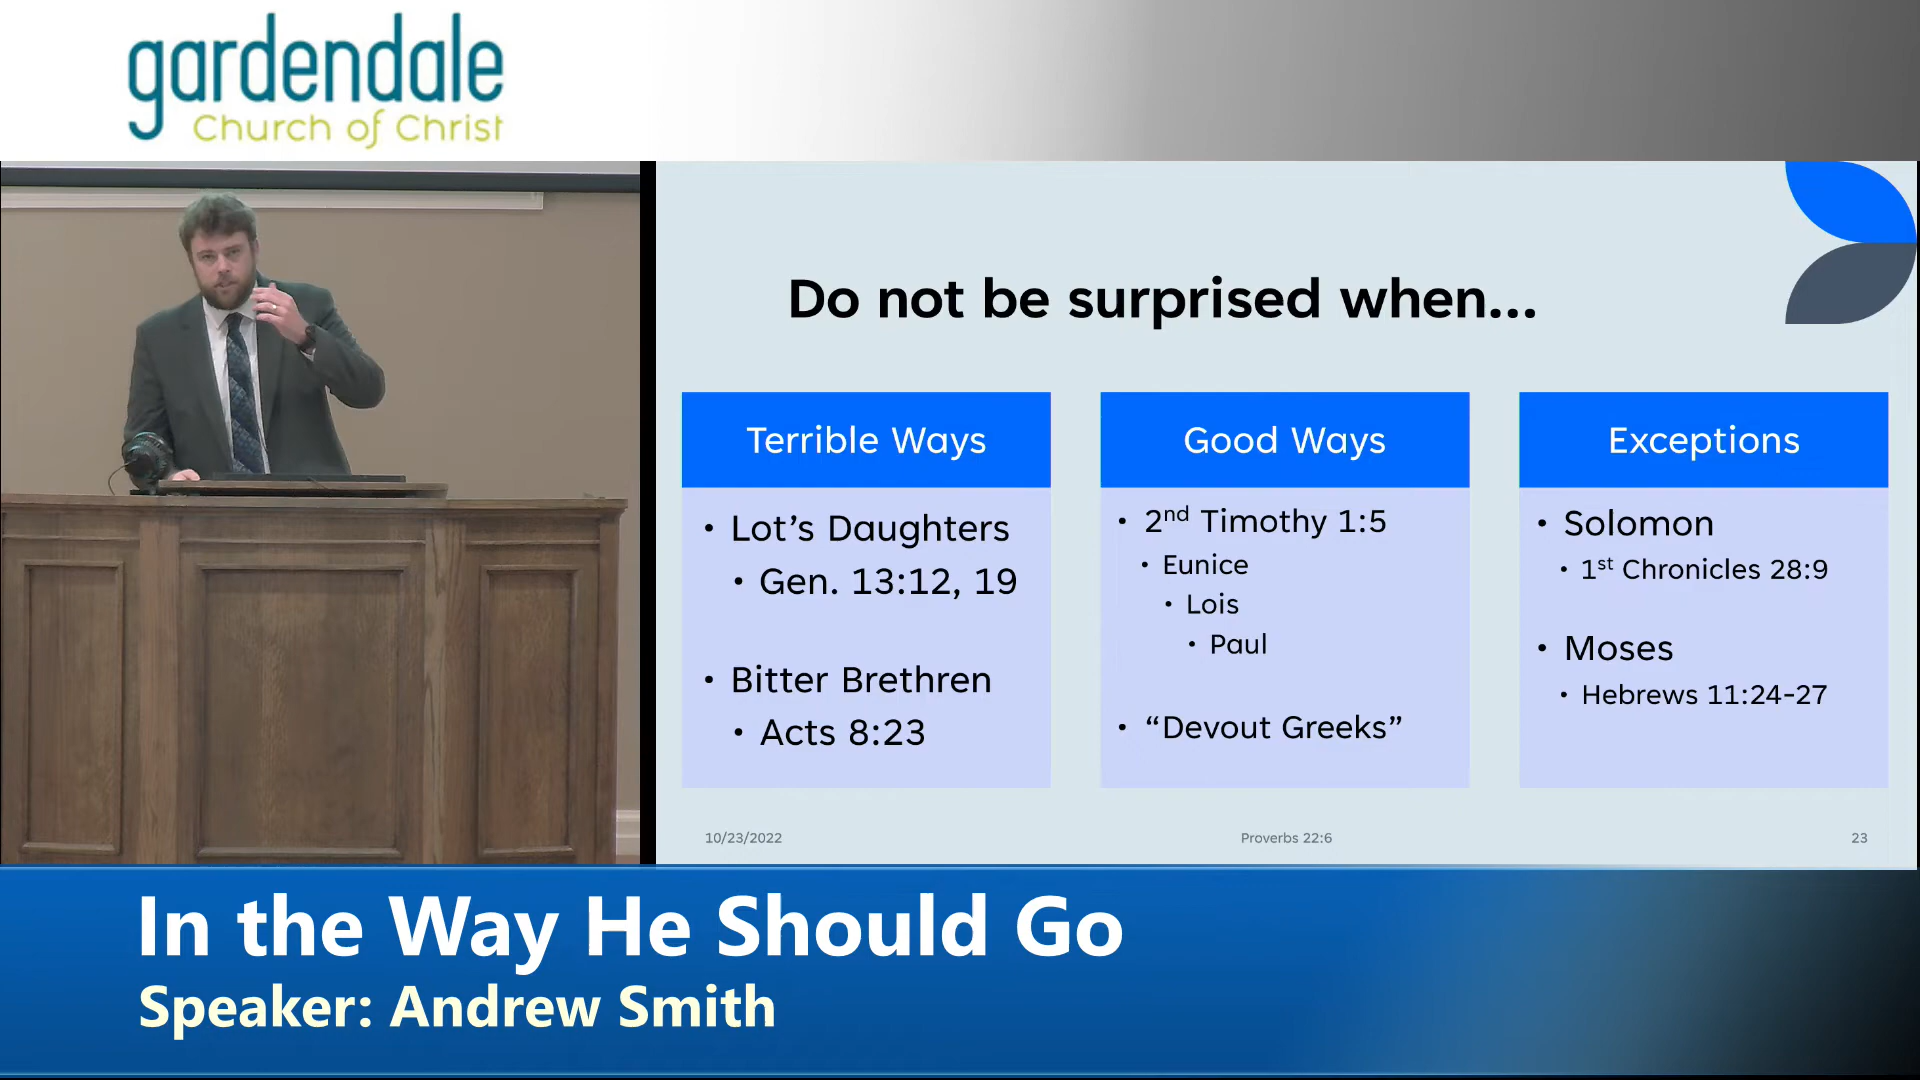 gardendale
Church of Christ
Do not be surprised when...
Terrible Ways
• Lot’s Daughters
• Gen. 13:12, 19
• Bitter Brethren
• Acts 8:23
Good Ways
• 2nd Timothy 1:5
• Eunice
• Lois
• Paul
• “Devout Greeks”
Exceptions
• Solomon
• 1st Chronicles 28:9
• Moses
• Hebrews 11:24-27
10/23/2022
Proverbs 22:6
23
In the Way He Should Go
Speaker: Andrew Smith